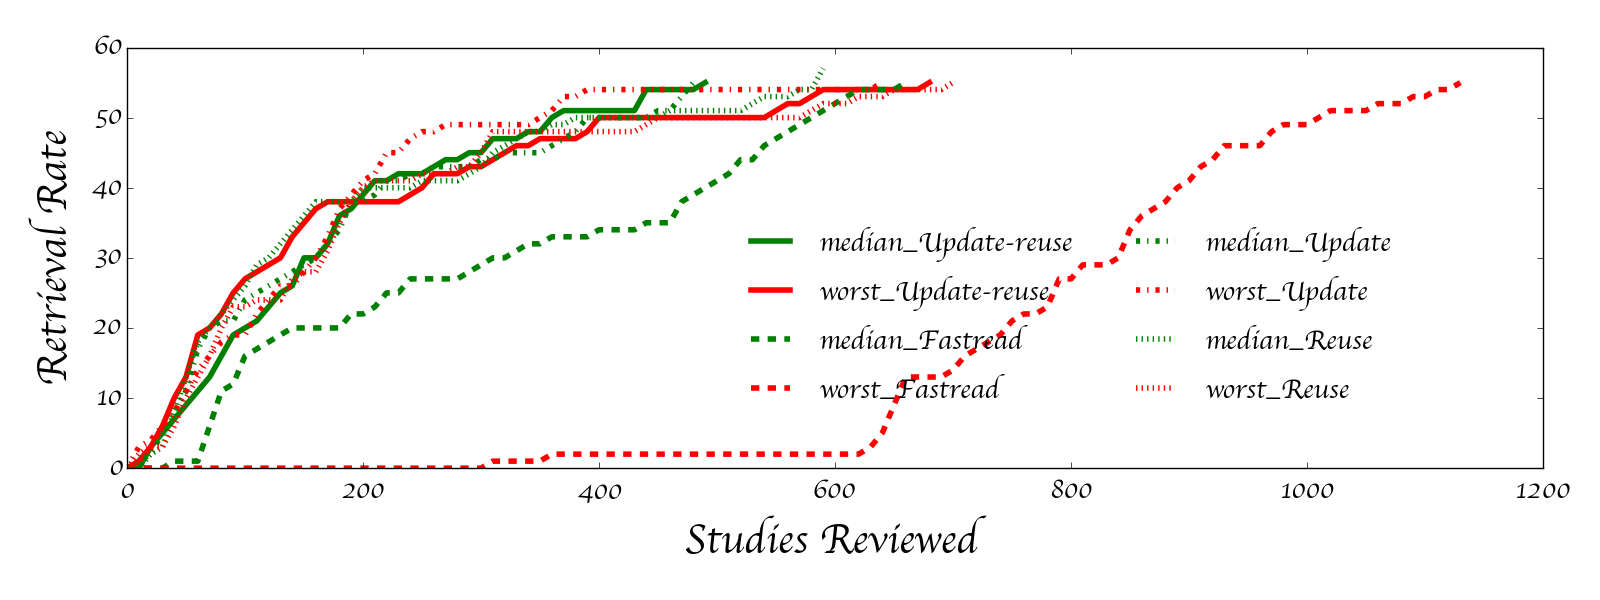 60
50
40
30
20
10
0
Retrieval Rate
median_Update-reuse
worst_Update-reuse
median_Fastread
worst_Fastread
median_Update
worst_Update
median_Reuse
worst_Reuse
0 200 400 600 800 1000 1200
Studies Reviewed